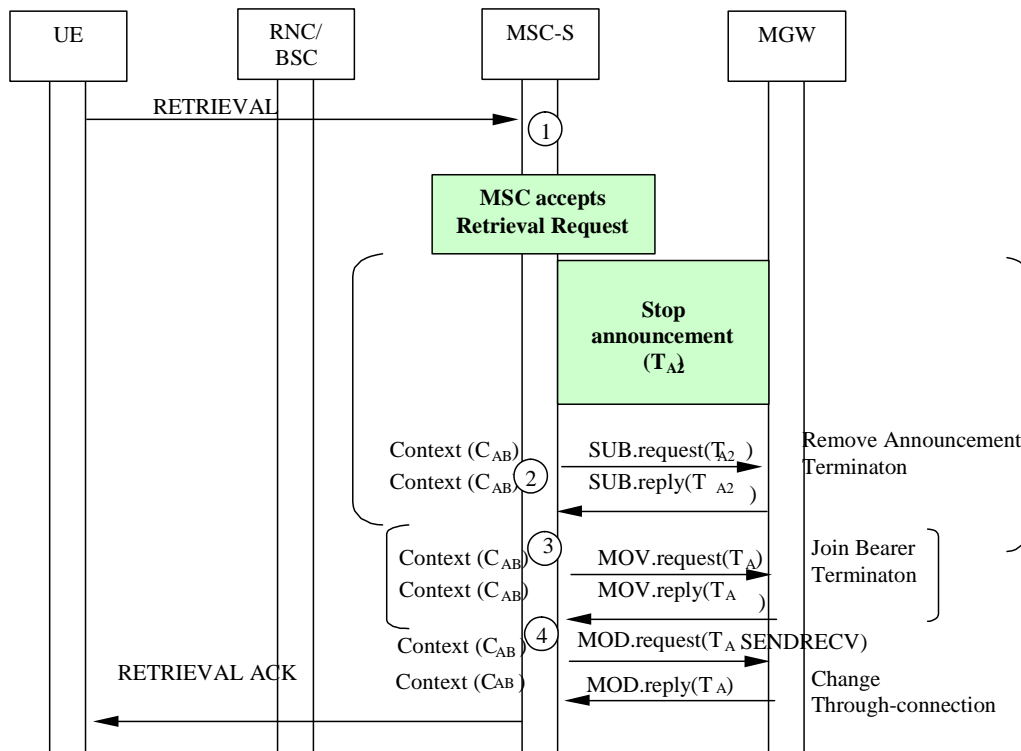 UE
RNC/
BSC
MSC-S
MGW
RETRIEVAL
1
MSC accepts
Retrieval Request
Stop
announcement
(TA2)
Context (CAB)
SUB.request(TA2 )
Remove Announcement
Terminaton
2
Context (CAB)
SUB.reply(T A2 )
3
Context (CAB)
MOV.request(TA)
Join Bearer
Terminaton
Context (CAB)
MOV.reply(TA )
4
Context (CAB)
MOD.request(TA SENDRECV)
RETRIEVAL ACK
Context (CAB)
MOD.reply(TA)
Change
Through-connection